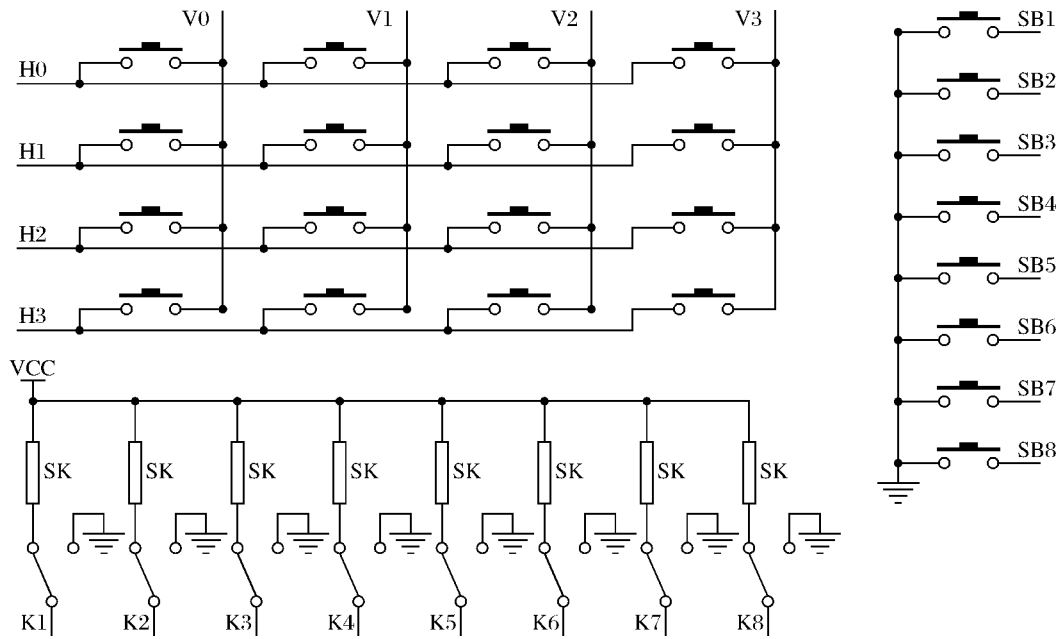 V0 V1 V2 V3
H0
H1
H2
H3
SB1
SB2
SB3
SB4
SB5
SB6
SB7
SB8
VCC
SK SK SK SK SK SK SK SK
K1 K2 K3 K4 K5 K6 K7 K8